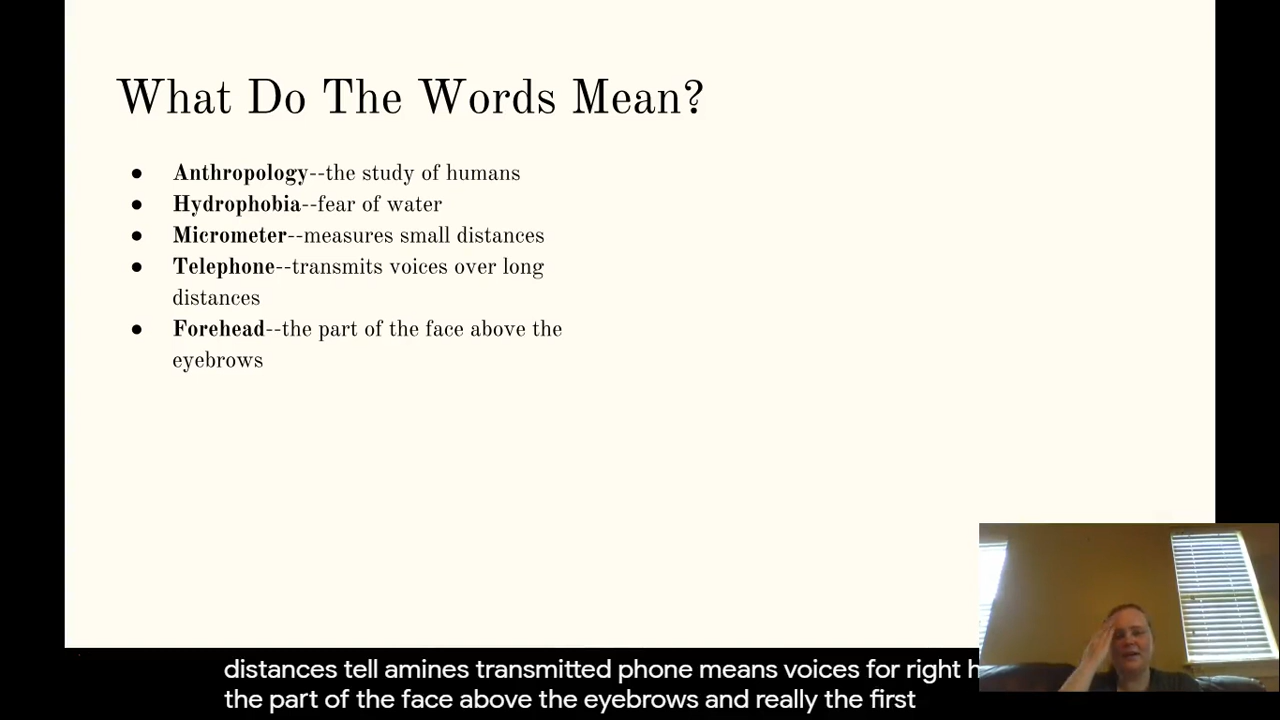 What Do The Words Mean?
● Anthropology--the study of humans
● Hydrophobia--fear of water
● Micrometer--measures small distances
● Telephone--transmits voices over long
distances
● Forehead--the part of the face above the
eyebrows
distances tell amines transmitted phone means voices for right
the part of the face above the eyebrows and really the first